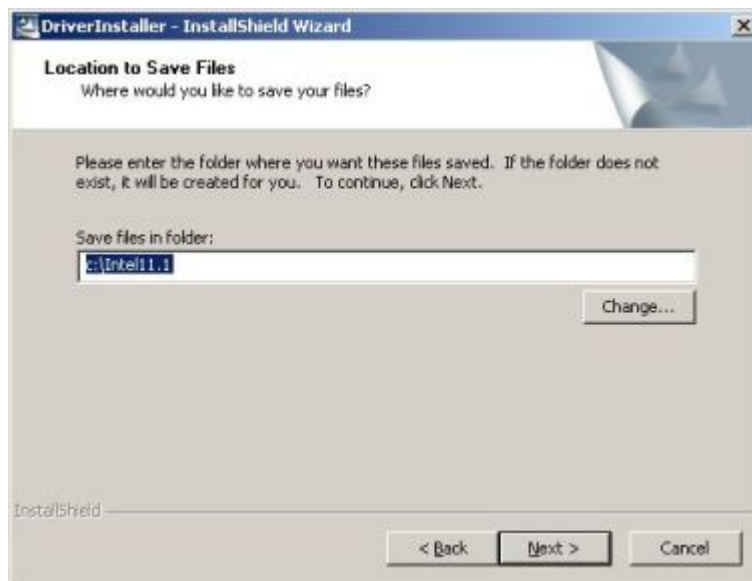 DriverInstaller - InstallShield Wizard
Location to Save Files
Where would you like to save your files?
Please enter the folder where you want these files saved. If the folder does not
exist, it will be created for you. To continue, click Next.
Save files in folder:
c:\Intel11.1
Change...
InstallShield
< Back
Next >
Cancel